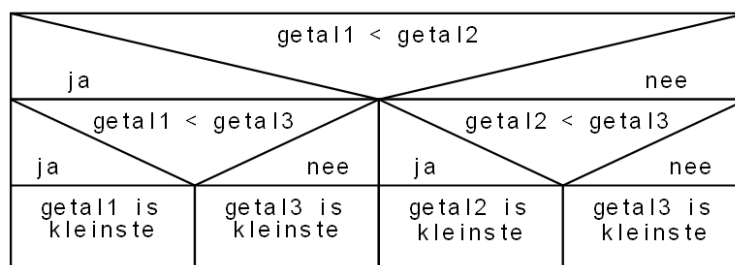 getal1 < getal2
ja
nee
getal1 < getal3
getal2 < getal3
ja
nee
ja
nee
getal1 is
kleinste
getal3 is
kleinste
getal2 is
kleinste
getal3 is
kleinste